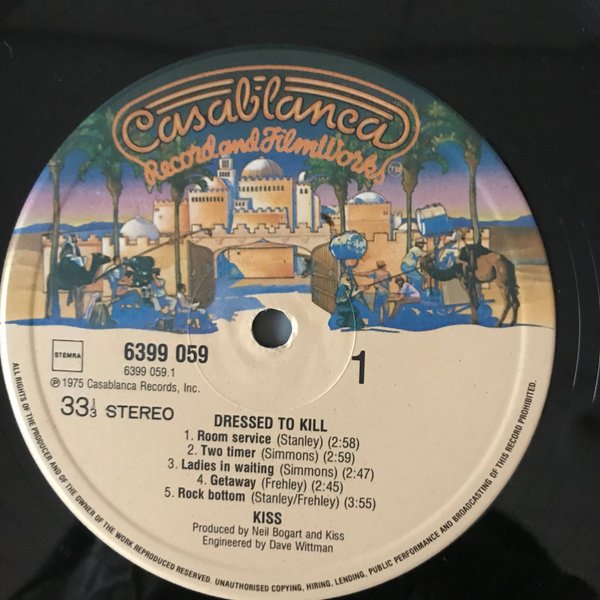 Casablanca
Record and FilmWorks™
STEMRA
6399 059
6399 059.1
℗ 1975 Casablanca Records, Inc.
1
33⅓ STEREO
DRESSED TO KILL
1. Room service (Stanley) (2:58)
2. Two timer (Simmons) (2:59)
3. Ladies in waiting (Simmons) (2:47)
4. Getaway (Frehley) (2:45)
5. Rock bottom (Stanley/Frehley) (3:55)
KISS
Produced by Neil Bogart and Kiss
Engineered by Dave Wittman
ALL RIGHTS OF THE PRODUCER AND OF THE OWNER OF THE WORK REPRODUCED RESERVED. UNAUTHORISED COPYING, HIRING, LENDING, PUBLIC PERFORMANCE AND BROADCASTING OF THIS RECORD PROHIBITED.